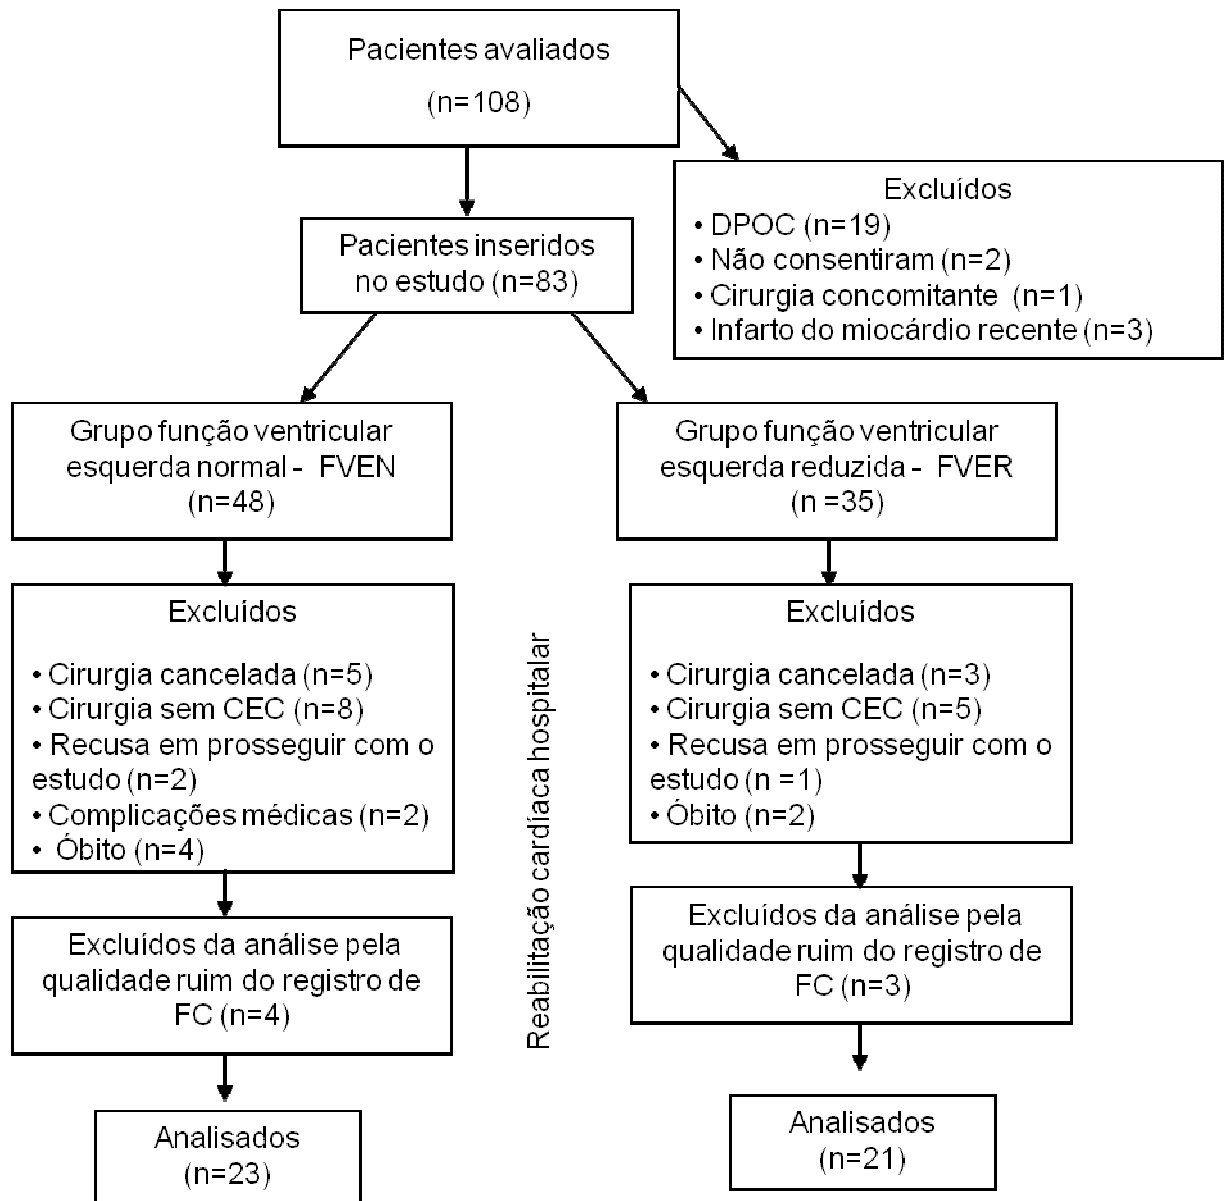 Pacientes avaliados
(n=108)
Excluídos
• DPOC (n=19)
• Não consentiram (n=2)
• Cirurgia concomitante (n=1)
• Infarto do miocárdio recente (n=3)
Pacientes inseridos
no estudo (n=83)
Grupo função ventricular
esquerda normal - FVEN
(n=48)
Grupo função ventricular
esquerda reduzida - FVER
(n =35)
Excluídos
• Cirurgia cancelada (n=5)
• Cirurgia sem CEC (n=8)
• Recusa em prosseguir com o
estudo (n=2)
• Complicações médicas (n=2)
• Óbito (n=4)
Reabilitação cardíaca hospitalar
Excluídos
• Cirurgia cancelada (n=3)
• Cirurgia sem CEC (n=5)
• Recusa em prosseguir com o
estudo (n =1)
• Óbito (n=2)
Excluídos da análise pela
qualidade ruim do registro de
FC (n=4)
Excluídos da análise pela
qualidade ruim do registro de
FC (n=3)
Analisados
(n=23)
Analisados
(n=21)